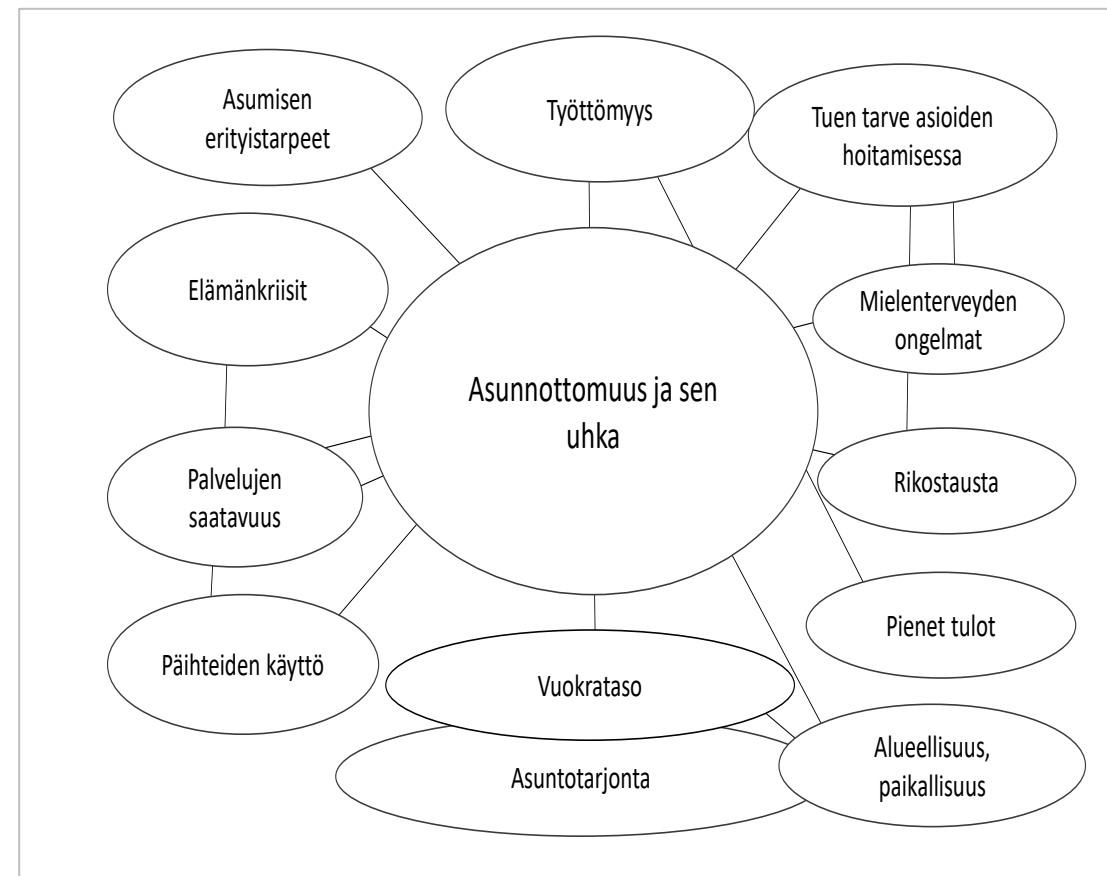 Asumisen
erityistarpeet
Työttömyys
Tuen tarve asioiden
hoitamisessa
Elämänkriisit
Mielenterveyden
ongelmat
Asunnottomuus ja sen
uhka
Palvelujen
saatavuus
Rikostausta
Päihteiden käyttö
Pienet tulot
Vuokrataso
Asuntotarjonta
Alueellisuus,
paikallisuus